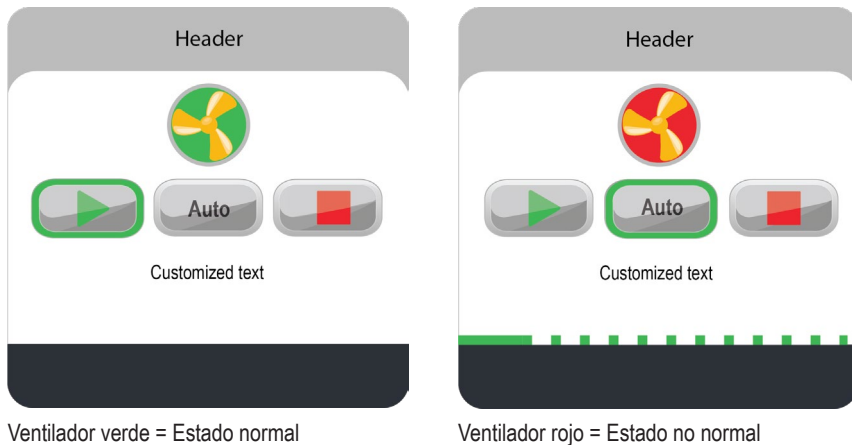 Header
Auto
Customized text
Ventilador verde = Estado normal
Header
Auto
Customized text
Ventilador rojo = Estado no normal